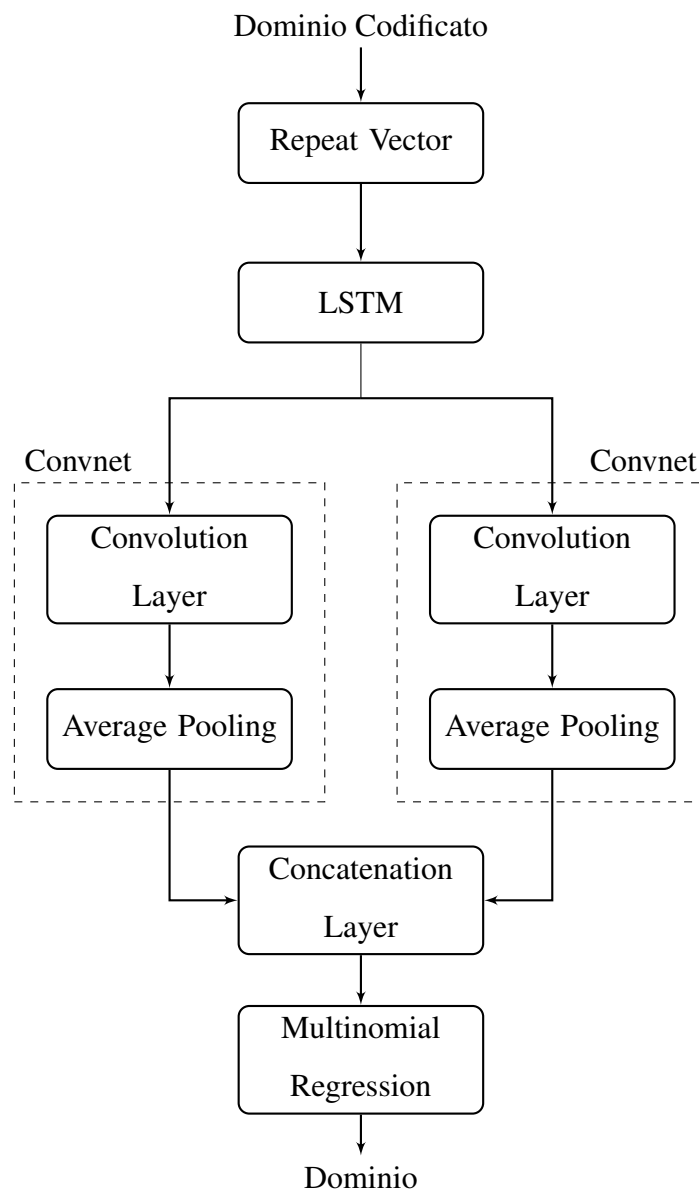 Dominio Codificato
Repeat Vector
LSTM
Convnet
Convnet
Convolution
Layer
Convolution
Layer
Average Pooling
Average Pooling
Concatenation
Layer
Multinomial
Regression
Dominio